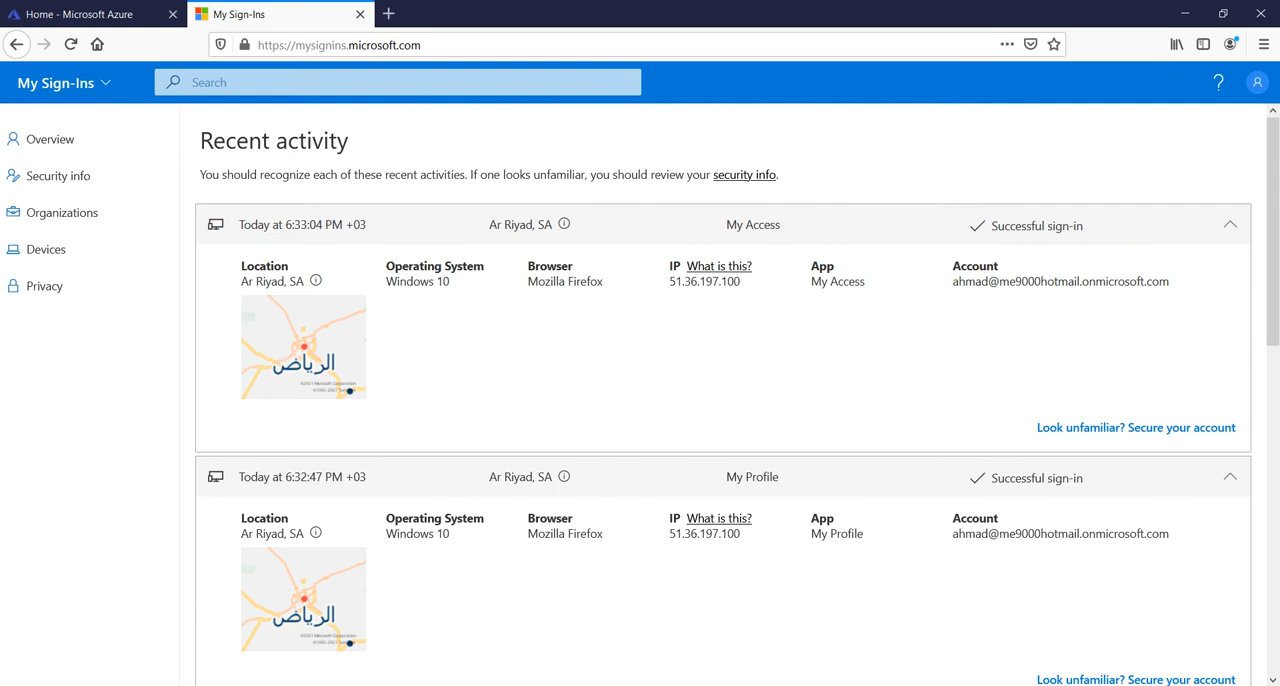 Home - Microsoft Azure
My Sign-Ins
https://mysignins.microsoft.com
My Sign-Ins
Search
Overview
Security info
Organizations
Devices
Privacy
Recent activity
You should recognize each of these recent activities. If one looks unfamiliar, you should review your security info.
Today at 6:33:04 PM +03 Ar Riyad, SA My Access Successful sign-in
Location Operating System Browser IP What is this? App Account
Ar Riyad, SA Windows 10 Mozilla Firefox 51.36.197.100 My Access ahmad@me9000hotmail.onmicrosoft.com
الرياض
©2021 Microsoft Corporation
Look unfamiliar? Secure your account
Today at 6:32:47 PM +03 Ar Riyad, SA My Profile Successful sign-in
Location Operating System Browser IP What is this? App Account
Ar Riyad, SA Windows 10 Mozilla Firefox 51.36.197.100 My Profile ahmad@me9000hotmail.onmicrosoft.com
الرياض
©2021 Microsoft Corporation
Look unfamiliar? Secure your account